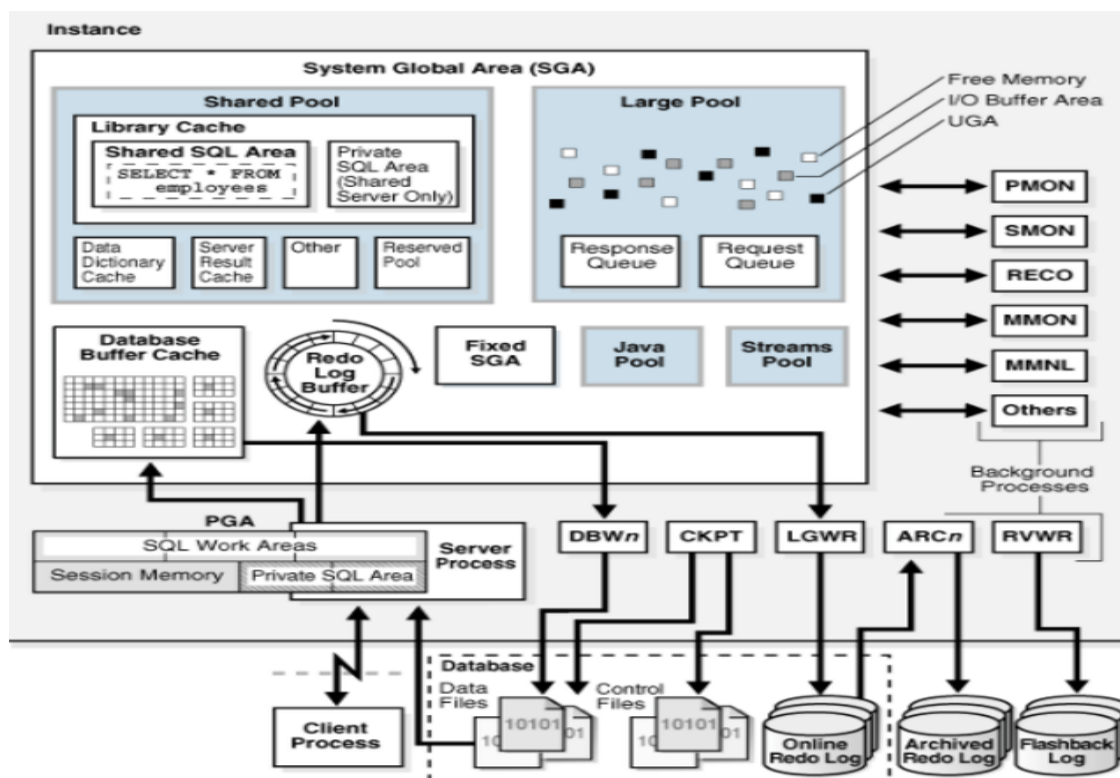 Instance
System Global Area (SGA)
Shared Pool
Library Cache
Shared SQL Area
SELECT * FROM
employees
Private
SQL Area
(Shared
Server Only)
Data
Dictionary
Cache
Server
Result
Cache
Other
Reserved
Pool
Large Pool
Response
Queue
Request
Queue
Free Memory
I/O Buffer Area
UGA
Database
Buffer Cache
Redo
Log
Buffer
Fixed
SGA
Java
Pool
Streams
Pool
PMON
SMON
RECO
MMON
MMNL
Others
Background
Processes
PGA
SQL Work Areas
Session Memory
Private SQL Area
Server
Process
DBWn
CKPT
LGWR
ARCn
RVWR
Client
Process
Database
Data
Files
10101
Control
Files
10101
Online
Redo Log
Archived
Redo Log
Flashback
Log